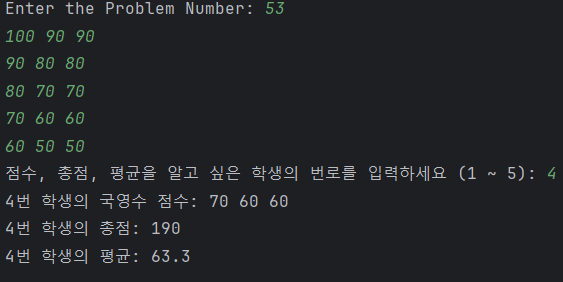 Enter the Problem Number: 53
100 90 90
90 80 80
80 70 70
70 60 60
60 50 50
점수, 총점, 평균을 알고 싶은 학생의 번로를 입력하세요 (1 ~ 5): 4
4번 학생의 국영수 점수: 70 60 60
4번 학생의 총점: 190
4번 학생의 평균: 63.3